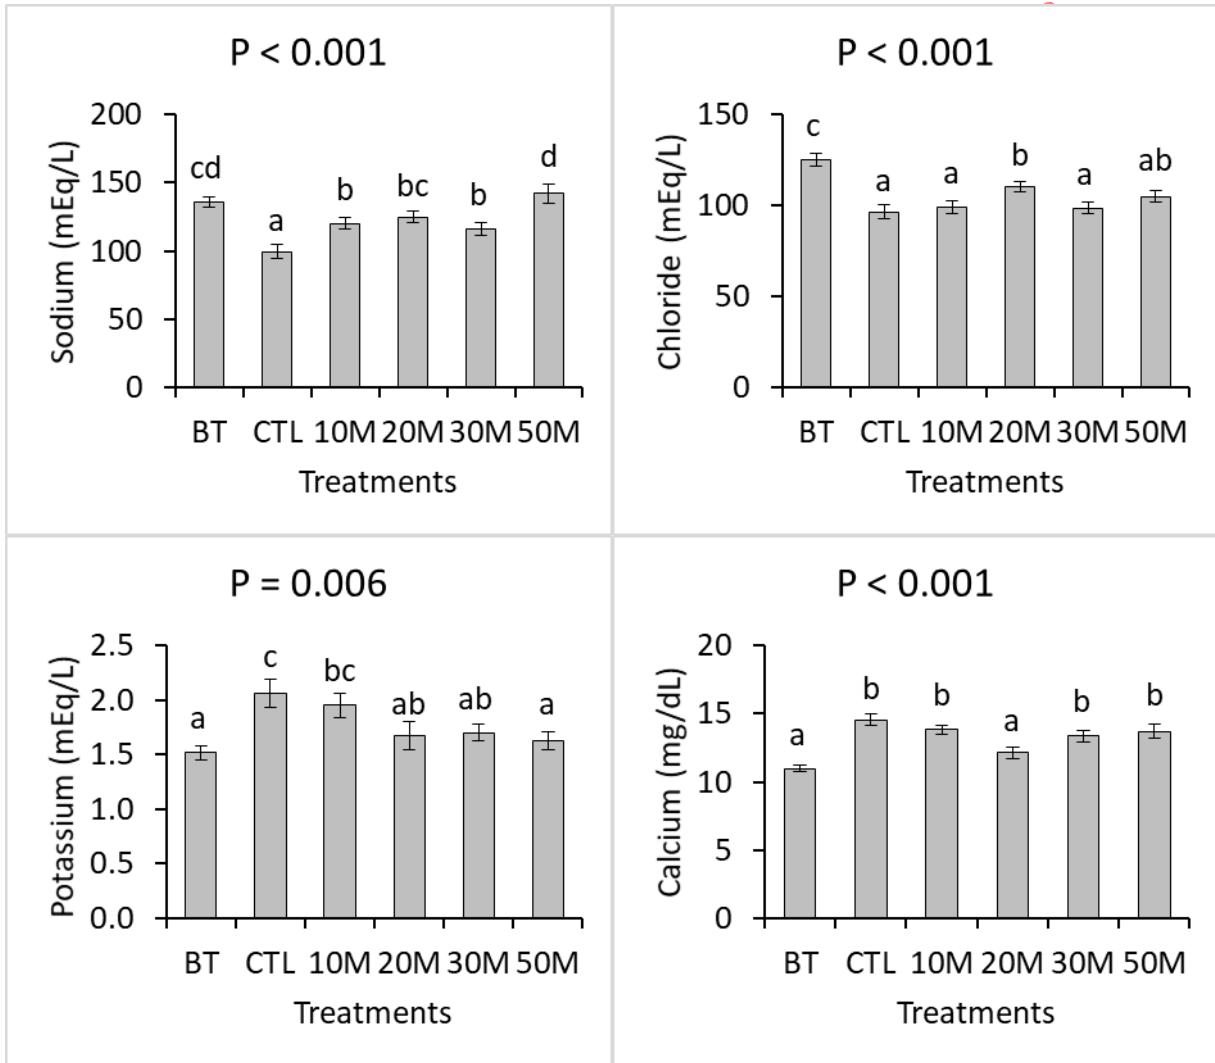 P < 0.001
200
150
100
50
0
Sodium (mEq/L)
cd
a
b
bc
b
d
BT CTL 10M 20M 30M 50M
Treatments
P < 0.001
150
100
50
0
Chloride (mEq/L)
c
a
a
b
a
ab
BT CTL 10M 20M 30M 50M
Treatments
P = 0.006
2.5
2.0
1.5
1.0
0.5
0.0
Potassium (mEq/L)
a
c
bc
ab
ab
a
BT CTL 10M 20M 30M 50M
Treatments
P < 0.001
20
15
10
5
0
Calcium (mg/dL)
a
b
b
a
b
b
BT CTL 10M 20M 30M 50M
Treatments